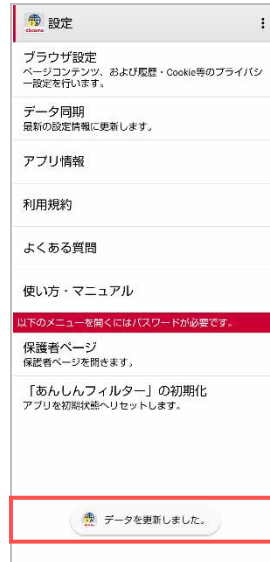 docomo
設定
ブラウザ設定
ページコンテンツ、および履歴・Cookie等のプライバシ
ー設定を行います。
データ同期
最新の設定情報に更新します。
アプリ情報
利用規約
よくある質問
使い方・マニュアル
以下のメニューを開くにはパスワードが必要です。
保護者ページ
保護者ページを開きます。
「あんしんフィルター」の初期化
アプリを初期状態へリセットします。
データを更新しました。